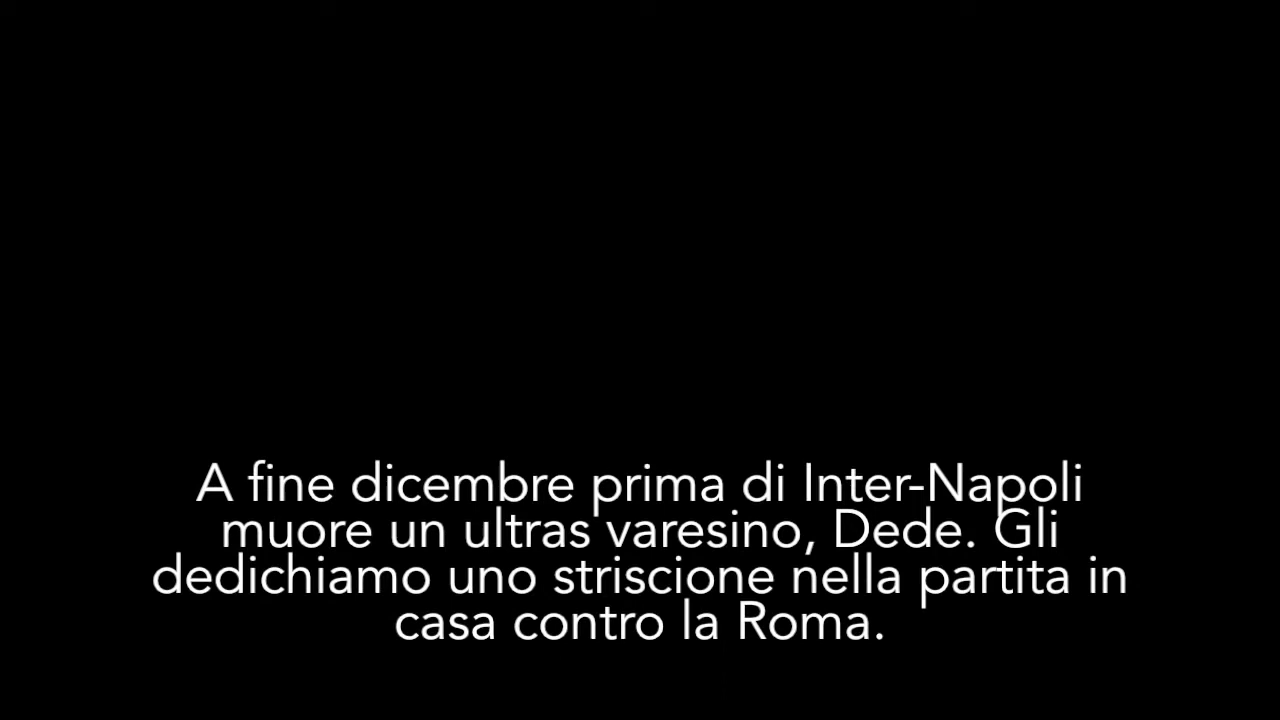 A fine dicembre prima di Inter-Napoli
muore un ultras varesino, Dede. Gli
dedichiamo uno striscione nella partita in
casa contro la Roma.